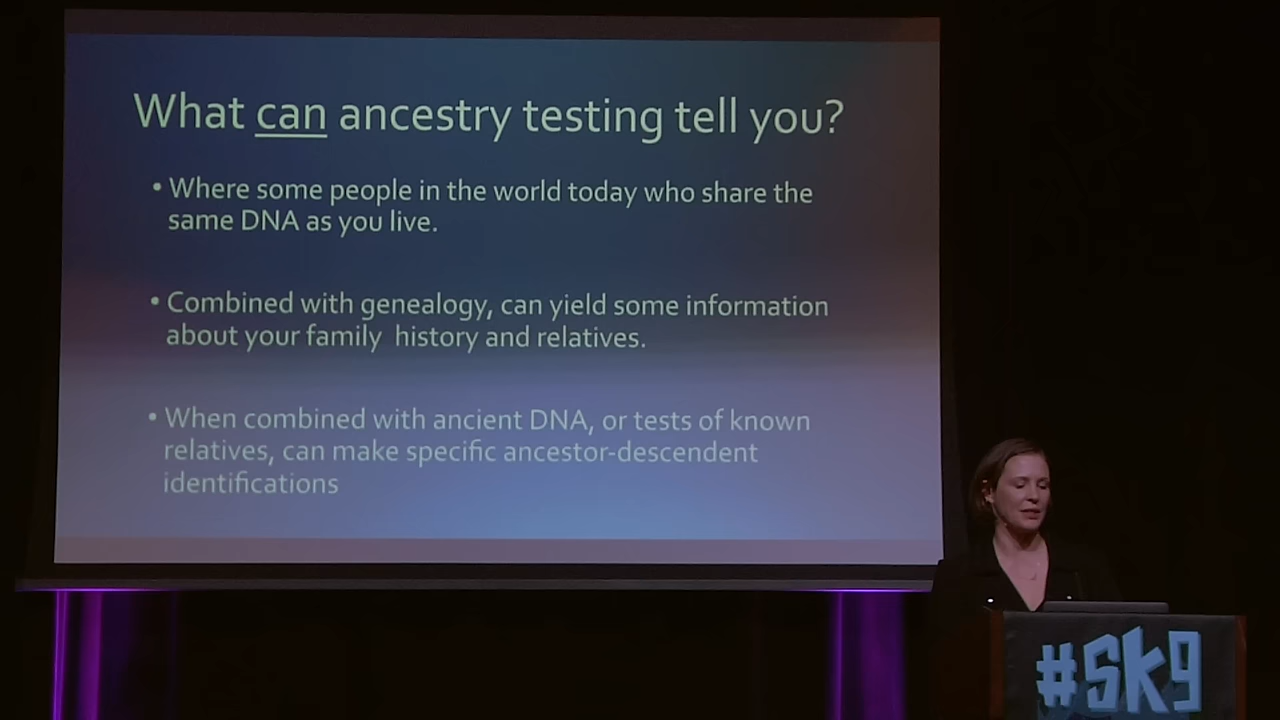 What can ancestry testing tell you?
• Where some people in the world today who share the
same DNA as you live.
• Combined with genealogy, can yield some information
about your family  history and relatives.
• When combined with ancient DNA, or tests of known
relatives, can make specific ancestor-descendent
identifications
#SK9